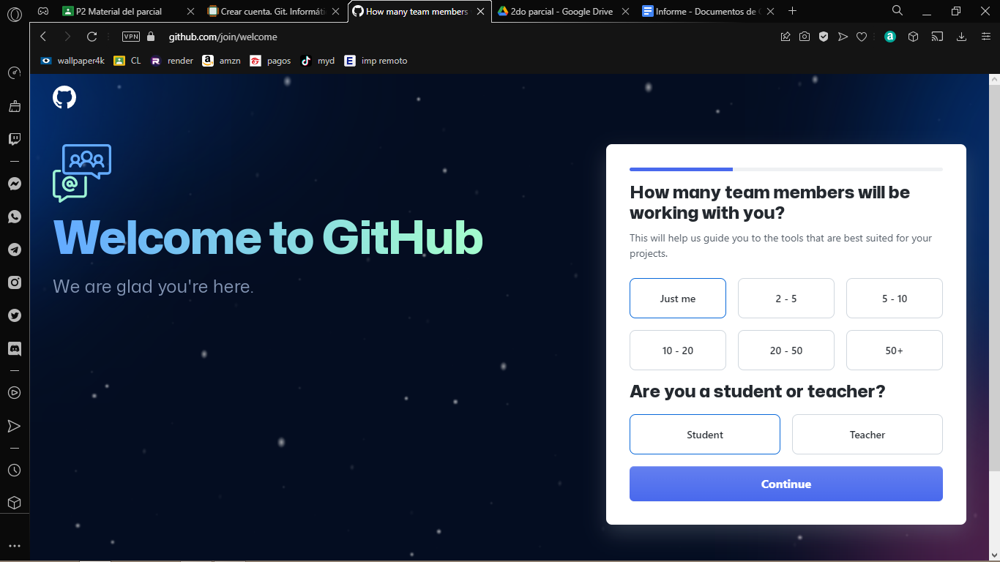 P2 Material del parcial
Crear cuenta. Git. Informáti
How many team members
2do parcial - Google Drive
Informe - Documentos de G
VPN
github.com/join/welcome
wallpaper4k
CL
render
amzn
pagos
myd
imp remoto
Welcome to GitHub
We are glad you're here.
How many team members will be
working with you?
This will help us guide you to the tools that are best suited for your
projects.
Just me
2 - 5
5 - 10
10 - 20
20 - 50
50+
Are you a student or teacher?
Student
Teacher
Continue